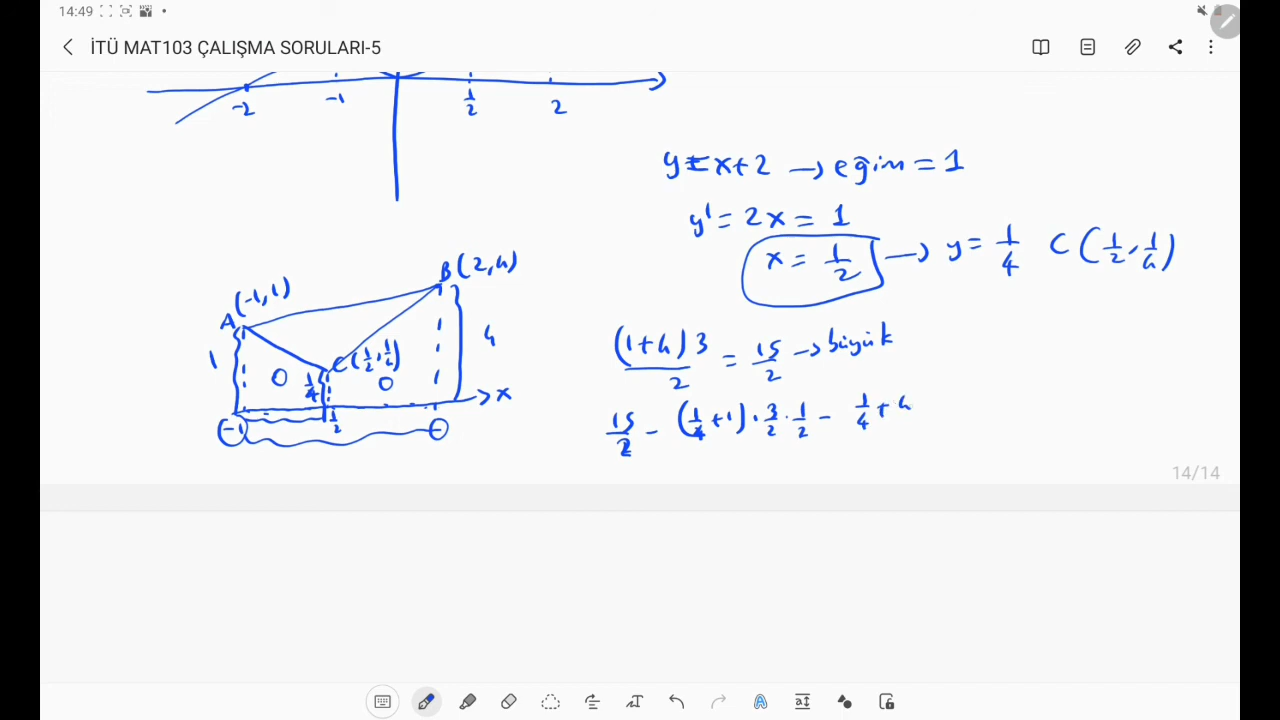 14:49
İTÜ MAT103 ÇALIŞMA SORULARI-5
-2 -1 1/2 2
y = x+2 → eğim = 1
y' = 2x = 1
x = 1/2 → y = 1/4 C (1/2, 1/4)
B (2,4)
A (-1,1)
1 C (1/2, 1/4) 4
1/4
x
-1 1/2
(1+4)3/2 = 15/2 → büyük
15/2 - (1/4+1) · 3/2 · 1/2 - 1/4 + 4
14/14